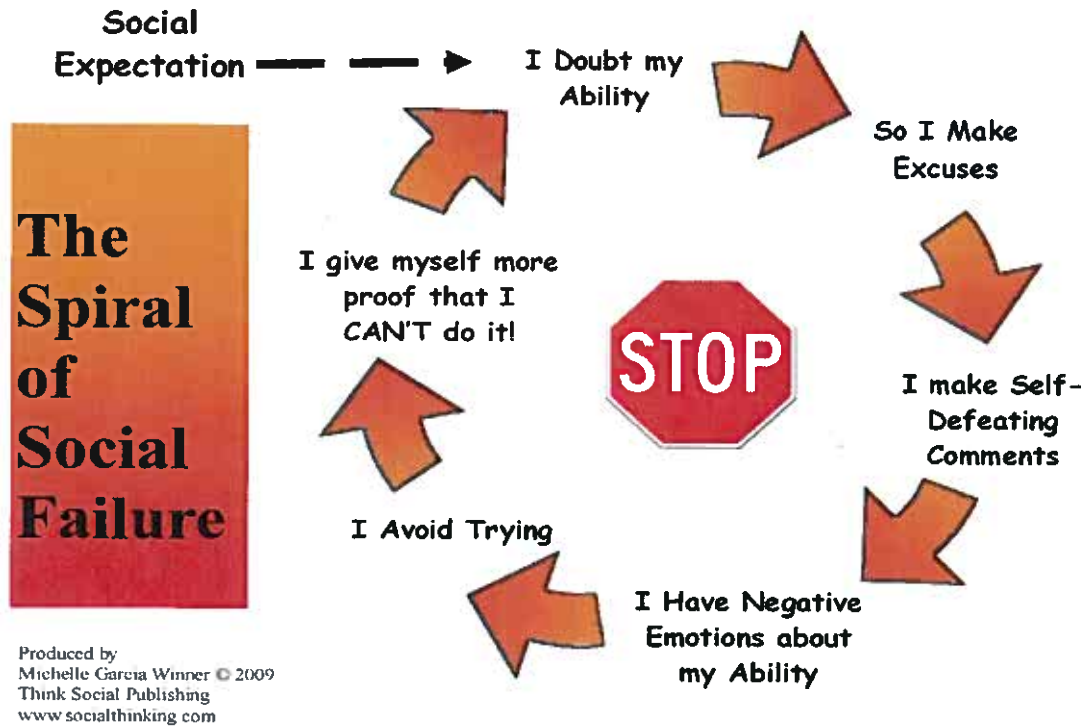 Social
Expectation
I Doubt my
Ability
So I Make
Excuses
I make Self-
Defeating
Comments
I Have Negative
Emotions about
my Ability
I Avoid Trying
I give myself more
proof that I
CAN'T do it!
STOP
The
Spiral
of
Social
Failure
Produced by
Michelle Garcia Winner © 2009
Think Social Publishing
www.socialthinking.com